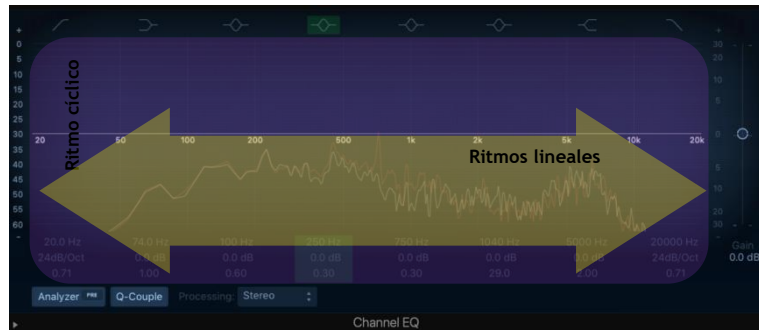 + +
0 30
5 20
10 10
15
20 5
25
30 20 50 100 200 500 1k 2k 5k 10k 20k 0
35
40 5
45
50 10
55 20
60 30
- -
Ritmo cíclico
Ritmos lineales
20.0 Hz 74.0 Hz 100 Hz 250 Hz 750 Hz 1040 Hz 5000 Hz 20000 Hz Gain
24dB/Oct 0.0 dB 0.0 dB 0.0 dB 0.0 dB 0.0 dB 0.0 dB 24dB/Oct 0.0 dB
0.71 1.00 0.60 0.30 0.30 29.0 2.00 0.71
Analyzer PRE Q-Couple Processing: Stereo
Channel EQ